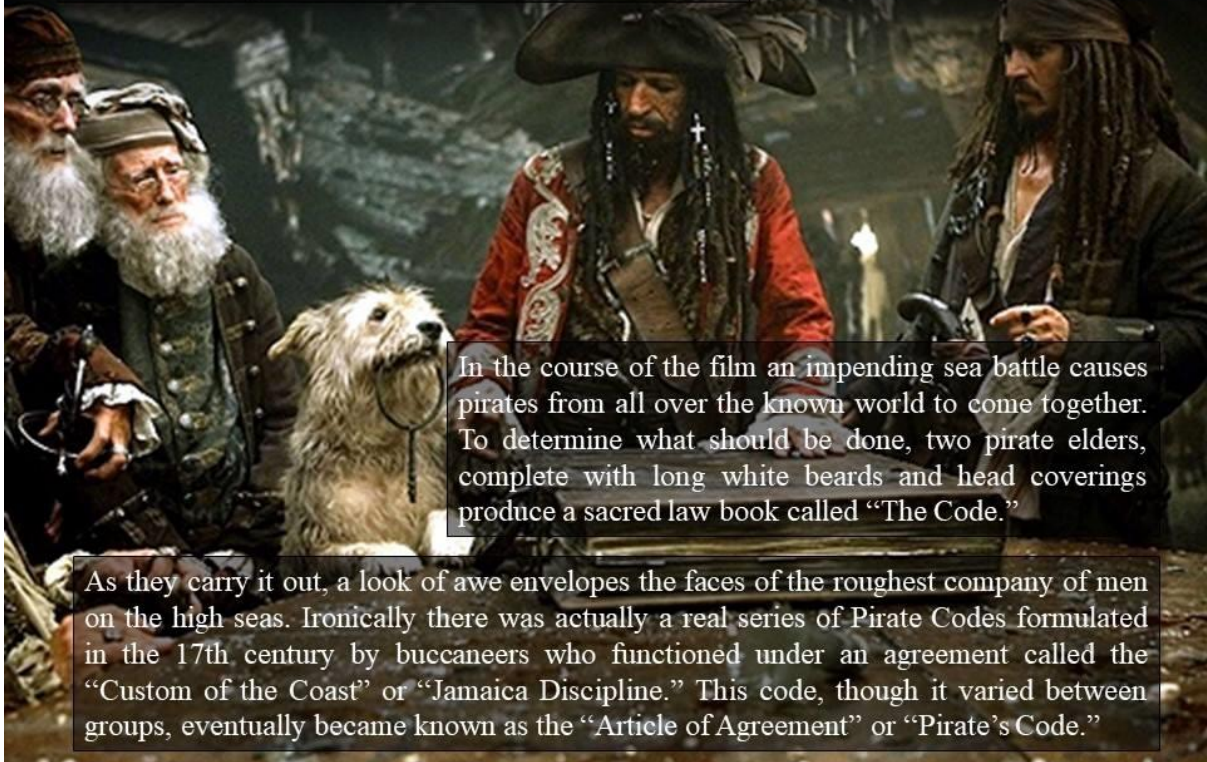 In the course of the film an impending sea battle causes
pirates from all over the known world to come together.
To determine what should be done, two pirate elders,
complete with long white beards and head coverings
produce a sacred law book called “The Code.”
As they carry it out, a look of awe envelopes the faces of the roughest company of men
on the high seas. Ironically there was actually a real series of Pirate Codes formulated
in the 17th century by buccaneers who functioned under an agreement called the
“Custom of the Coast” or “Jamaica Discipline.” This code, though it varied between
groups, eventually became known as the “Article of Agreement” or “Pirate’s Code.”